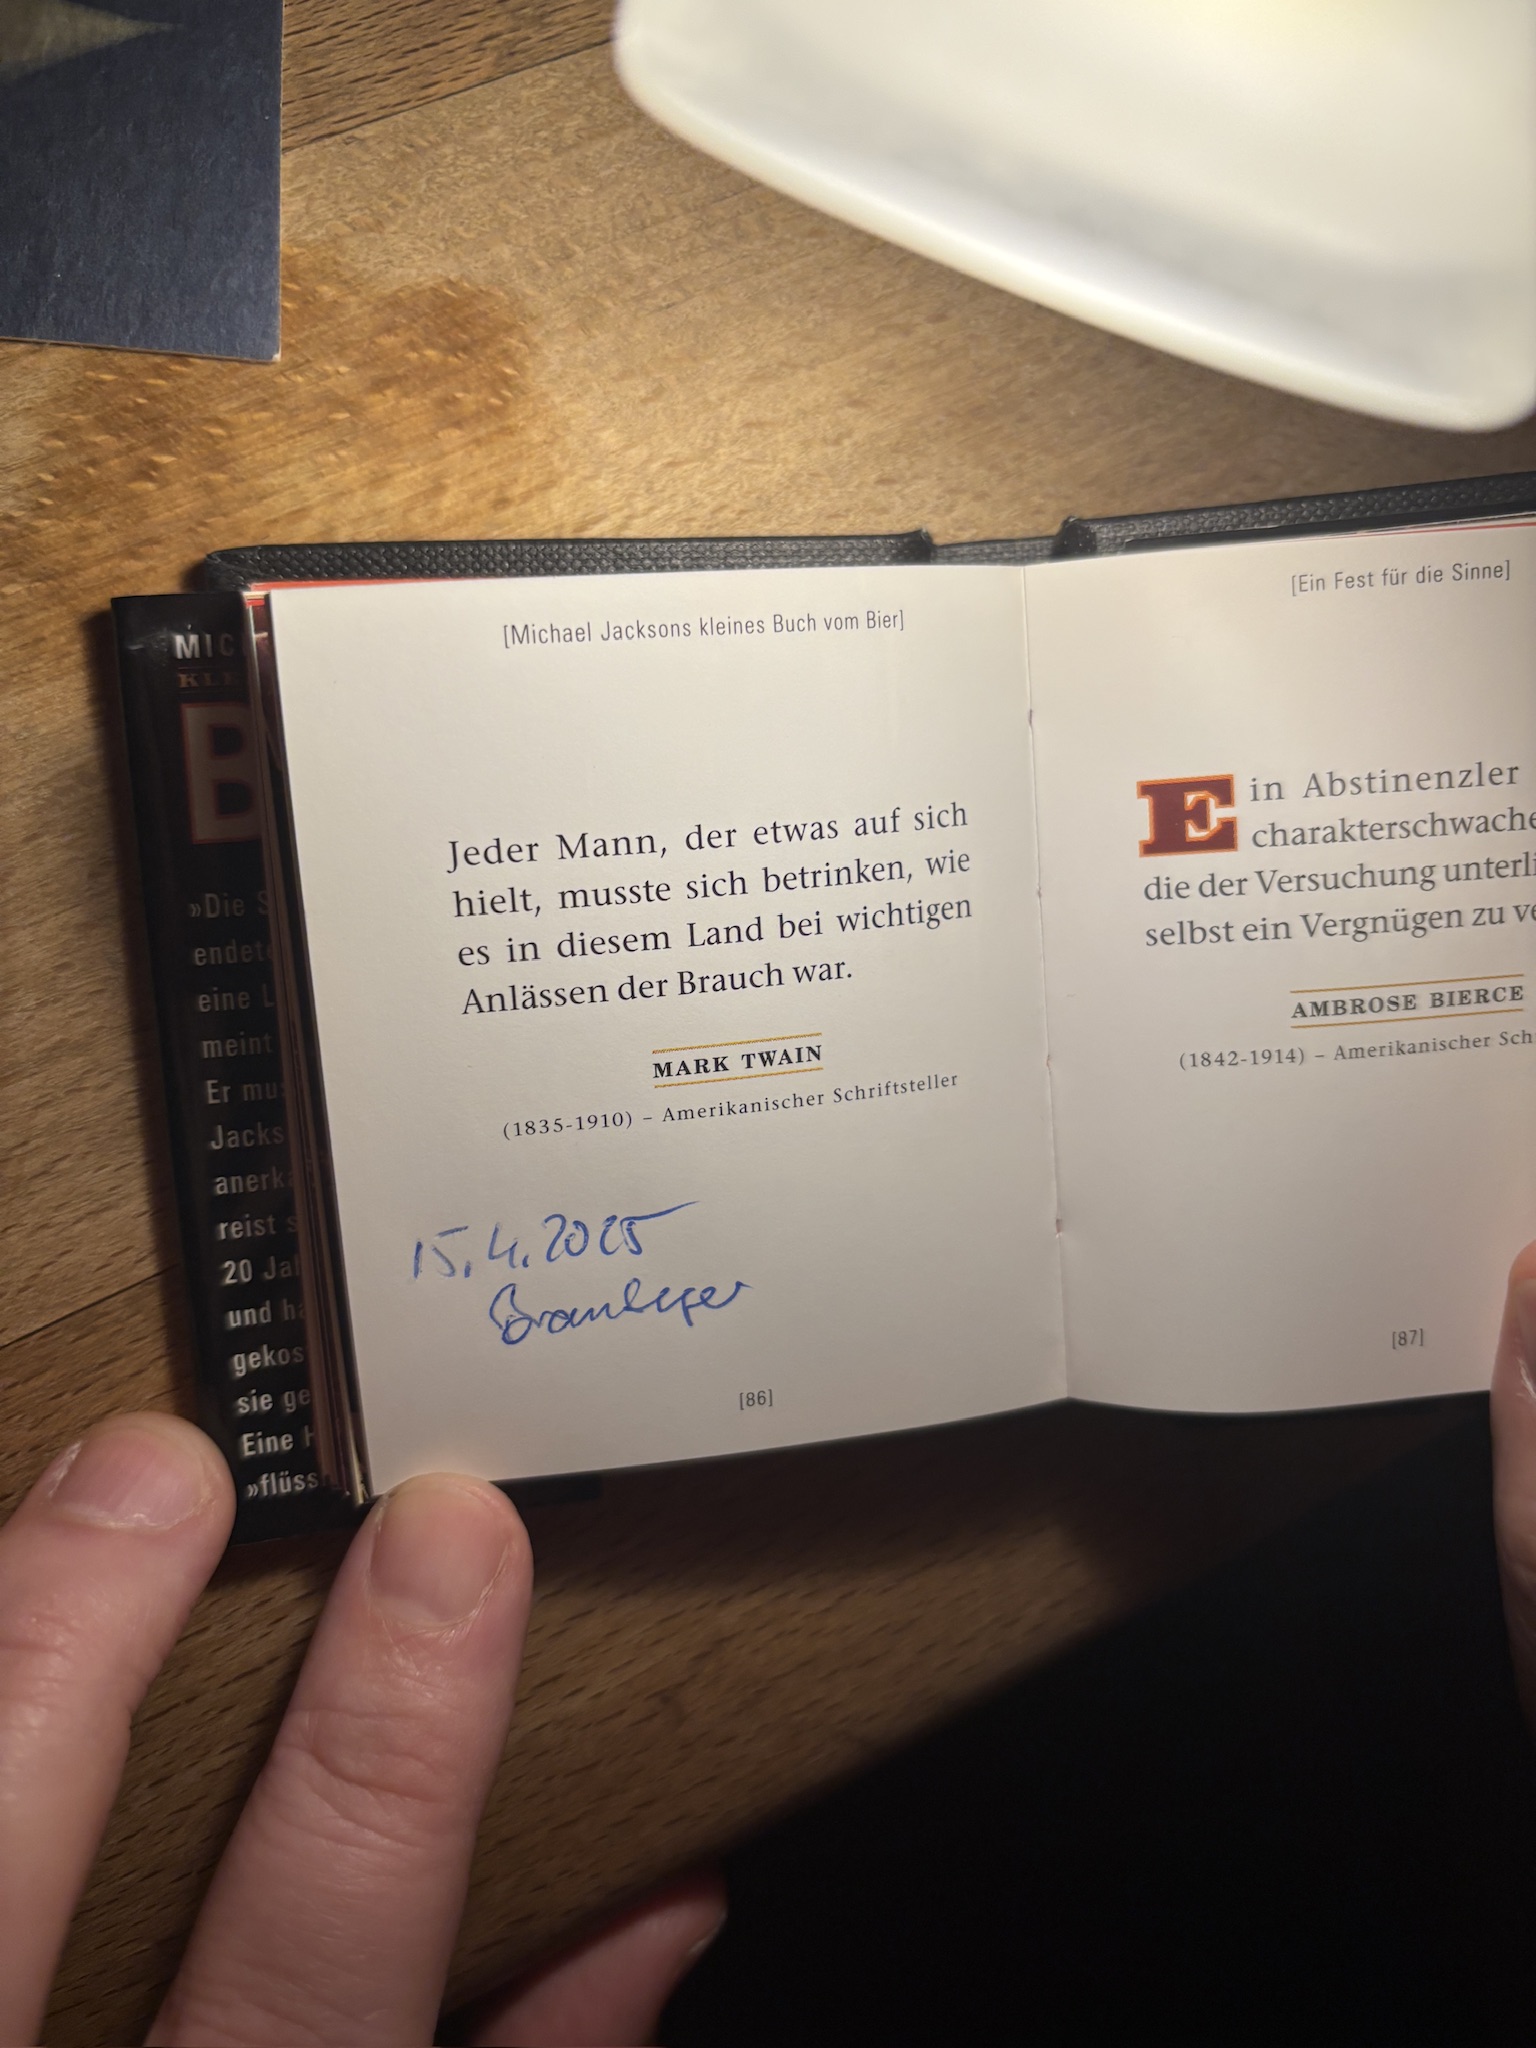 MIC
KLE
B
»Die S
endete
eine L
meint
Er mu
Jacks
anerk
reist s
20 Jah
und ha
gekos
sie ge
Eine H
»flüss
[Michael Jacksons kleines Buch vom Bier]
Jeder Mann, der etwas auf sich
hielt, musste sich betrinken, wie
es in diesem Land bei wichtigen
Anlässen der Brauch war.
MARK TWAIN
(1835-1910) – Amerikanischer Schriftsteller
15.4.2025
[86]
[Ein Fest für die Sinne]
Ein Abstinenzler
charakterschwache
die der Versuchung unterli
selbst ein Vergnügen zu ve
AMBROSE BIERCE
(1842-1914) – Amerikanischer Sch
[87]